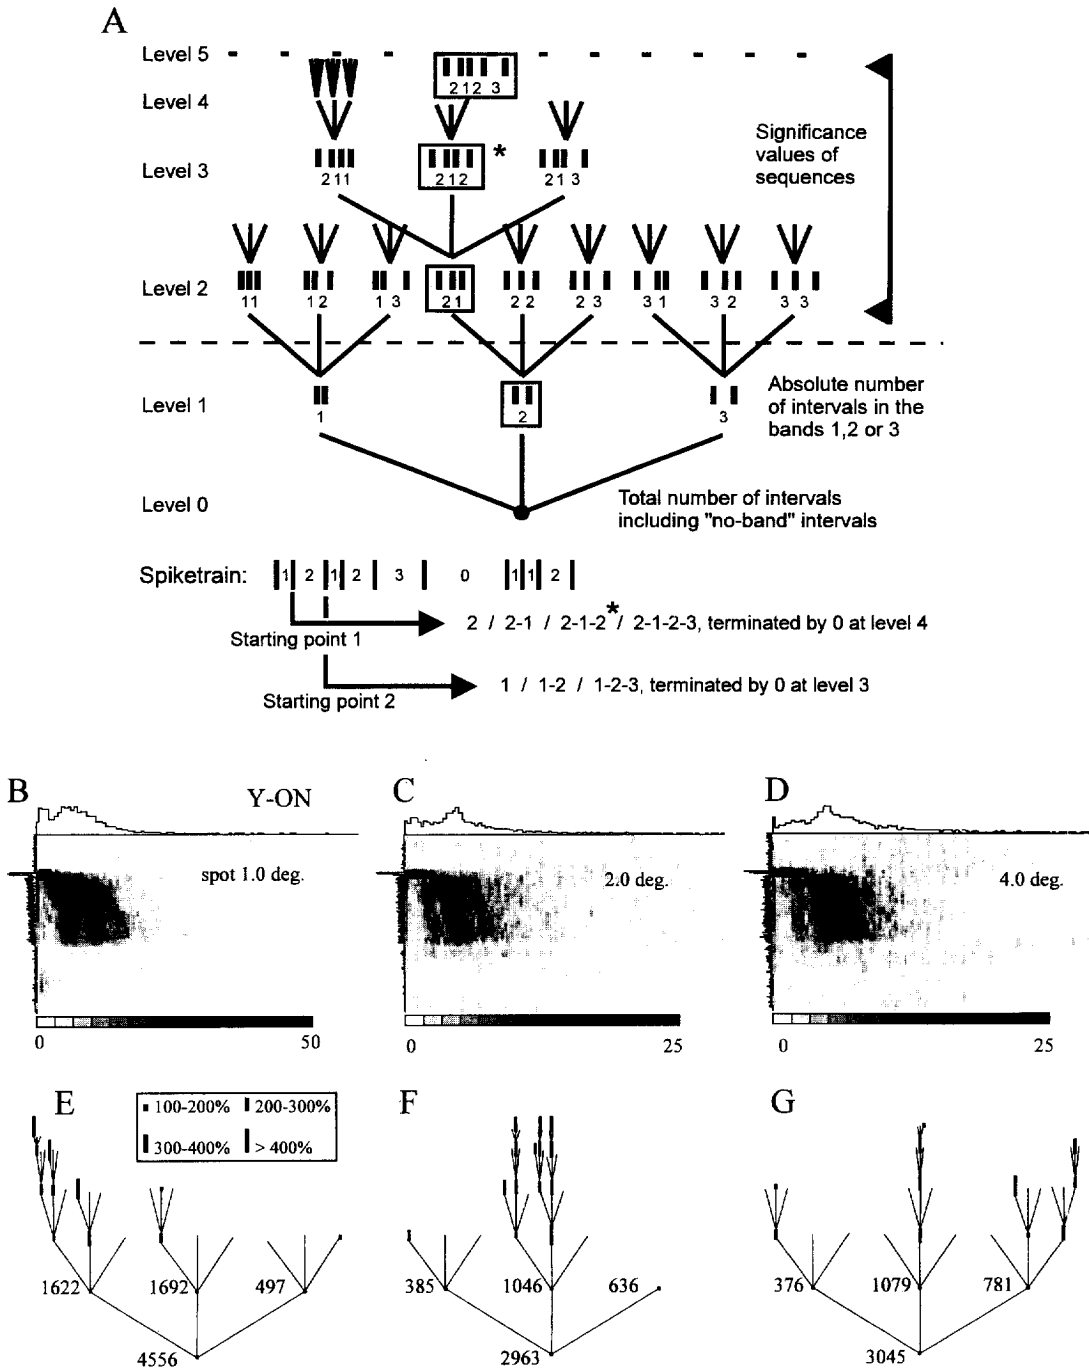 A
Level 5
2 1 2 3
Level 4
Level 3
2 1 1
2 1 2
*
2 1 3
Significance
values of
sequences
Level 2
1 1
1 2
1 3
2 1
2 2
2 3
3 1
3 2
3 3
Level 1
1
2
3
Absolute number
of intervals in the
bands 1,2 or 3
Level 0
Total number of intervals
including "no-band" intervals
Spiketrain: 1 2 1 2 3 0 1 1 2
Starting point 1
2 / 2-1 / 2-1-2* / 2-1-2-3, terminated by 0 at level 4
Starting point 2
1 / 1-2 / 1-2-3, terminated by 0 at level 3
B
Y-ON
spot 1.0 deg.
0
50
C
2.0 deg.
0
25
D
4.0 deg.
0
25
E
100-200%
200-300%
300-400%
> 400%
1622
1692
497
4556
F
385
1046
636
2963
G
376
1079
781
3045